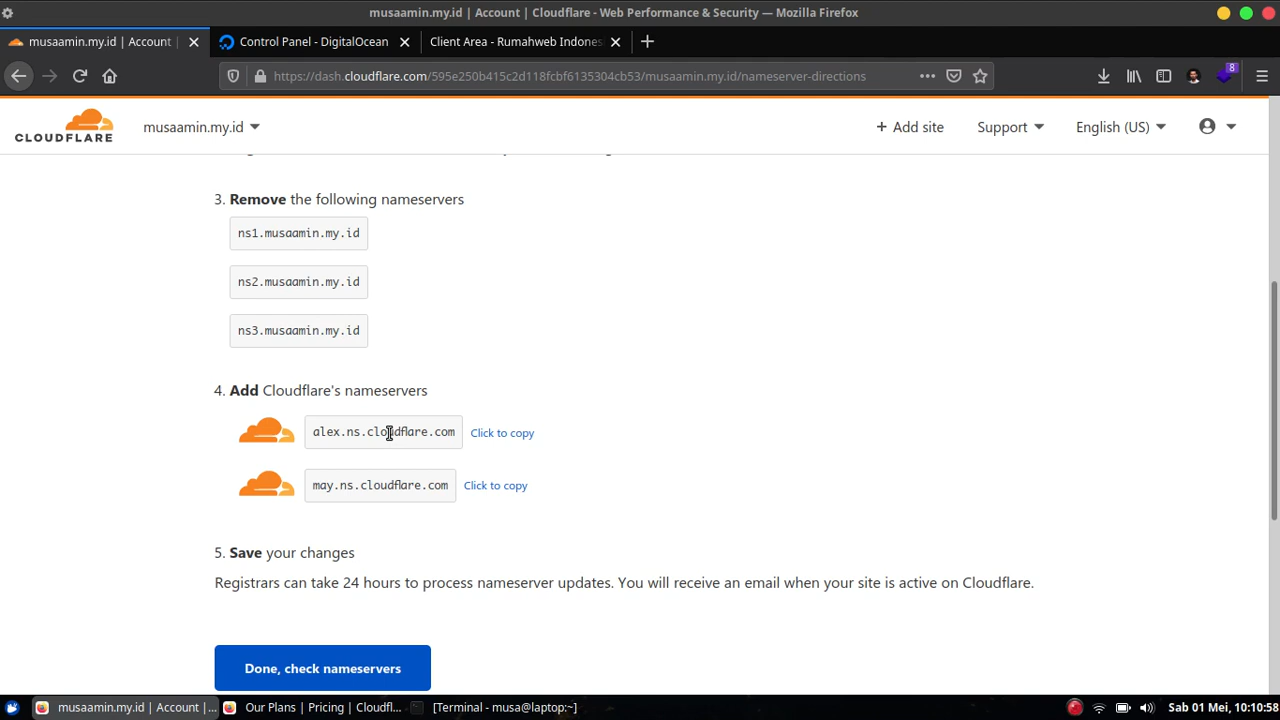 musaamin.my.id | Account | Cloudflare - Web Performance & Security — Mozilla Firefox
musaamin.my.id | Account
Control Panel - DigitalOcean
Client Area - Rumahweb Indones
https://dash.cloudflare.com/595e250b415c2d118fcbf6135304cb53/musaamin.my.id/nameserver-directions
8
CLOUDFLARE
musaamin.my.id
+ Add site
Support
English (US)
3. Remove the following nameservers
ns1.musaamin.my.id
ns2.musaamin.my.id
ns3.musaamin.my.id
4. Add Cloudflare's nameservers
alex.ns.cloudflare.com
Click to copy
may.ns.cloudflare.com
Click to copy
5. Save your changes
Registrars can take 24 hours to process nameserver updates. You will receive an email when your site is active on Cloudflare.
Done, check nameservers
musaamin.my.id | Account |...
Our Plans | Pricing | Cloudfl...
[Terminal - musa@laptop:~]
Sab 01 Mei, 10:10:58